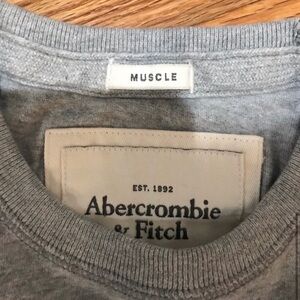 MUSCLE
EST. 1892
Abercrombie
& Fitch